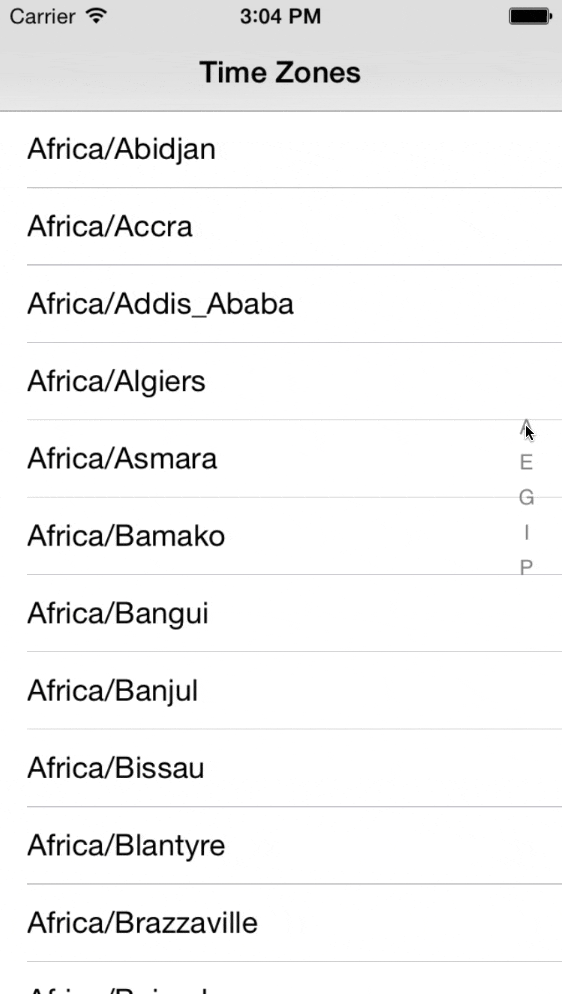 Carrier 3:04 PM
Time Zones
Africa/Abidjan
Africa/Accra
Africa/Addis_Ababa
Africa/Algiers
A
Africa/Asmara
E
G
Africa/Bamako
I
P
Africa/Bangui
Africa/Banjul
Africa/Bissau
Africa/Blantyre
Africa/Brazzaville